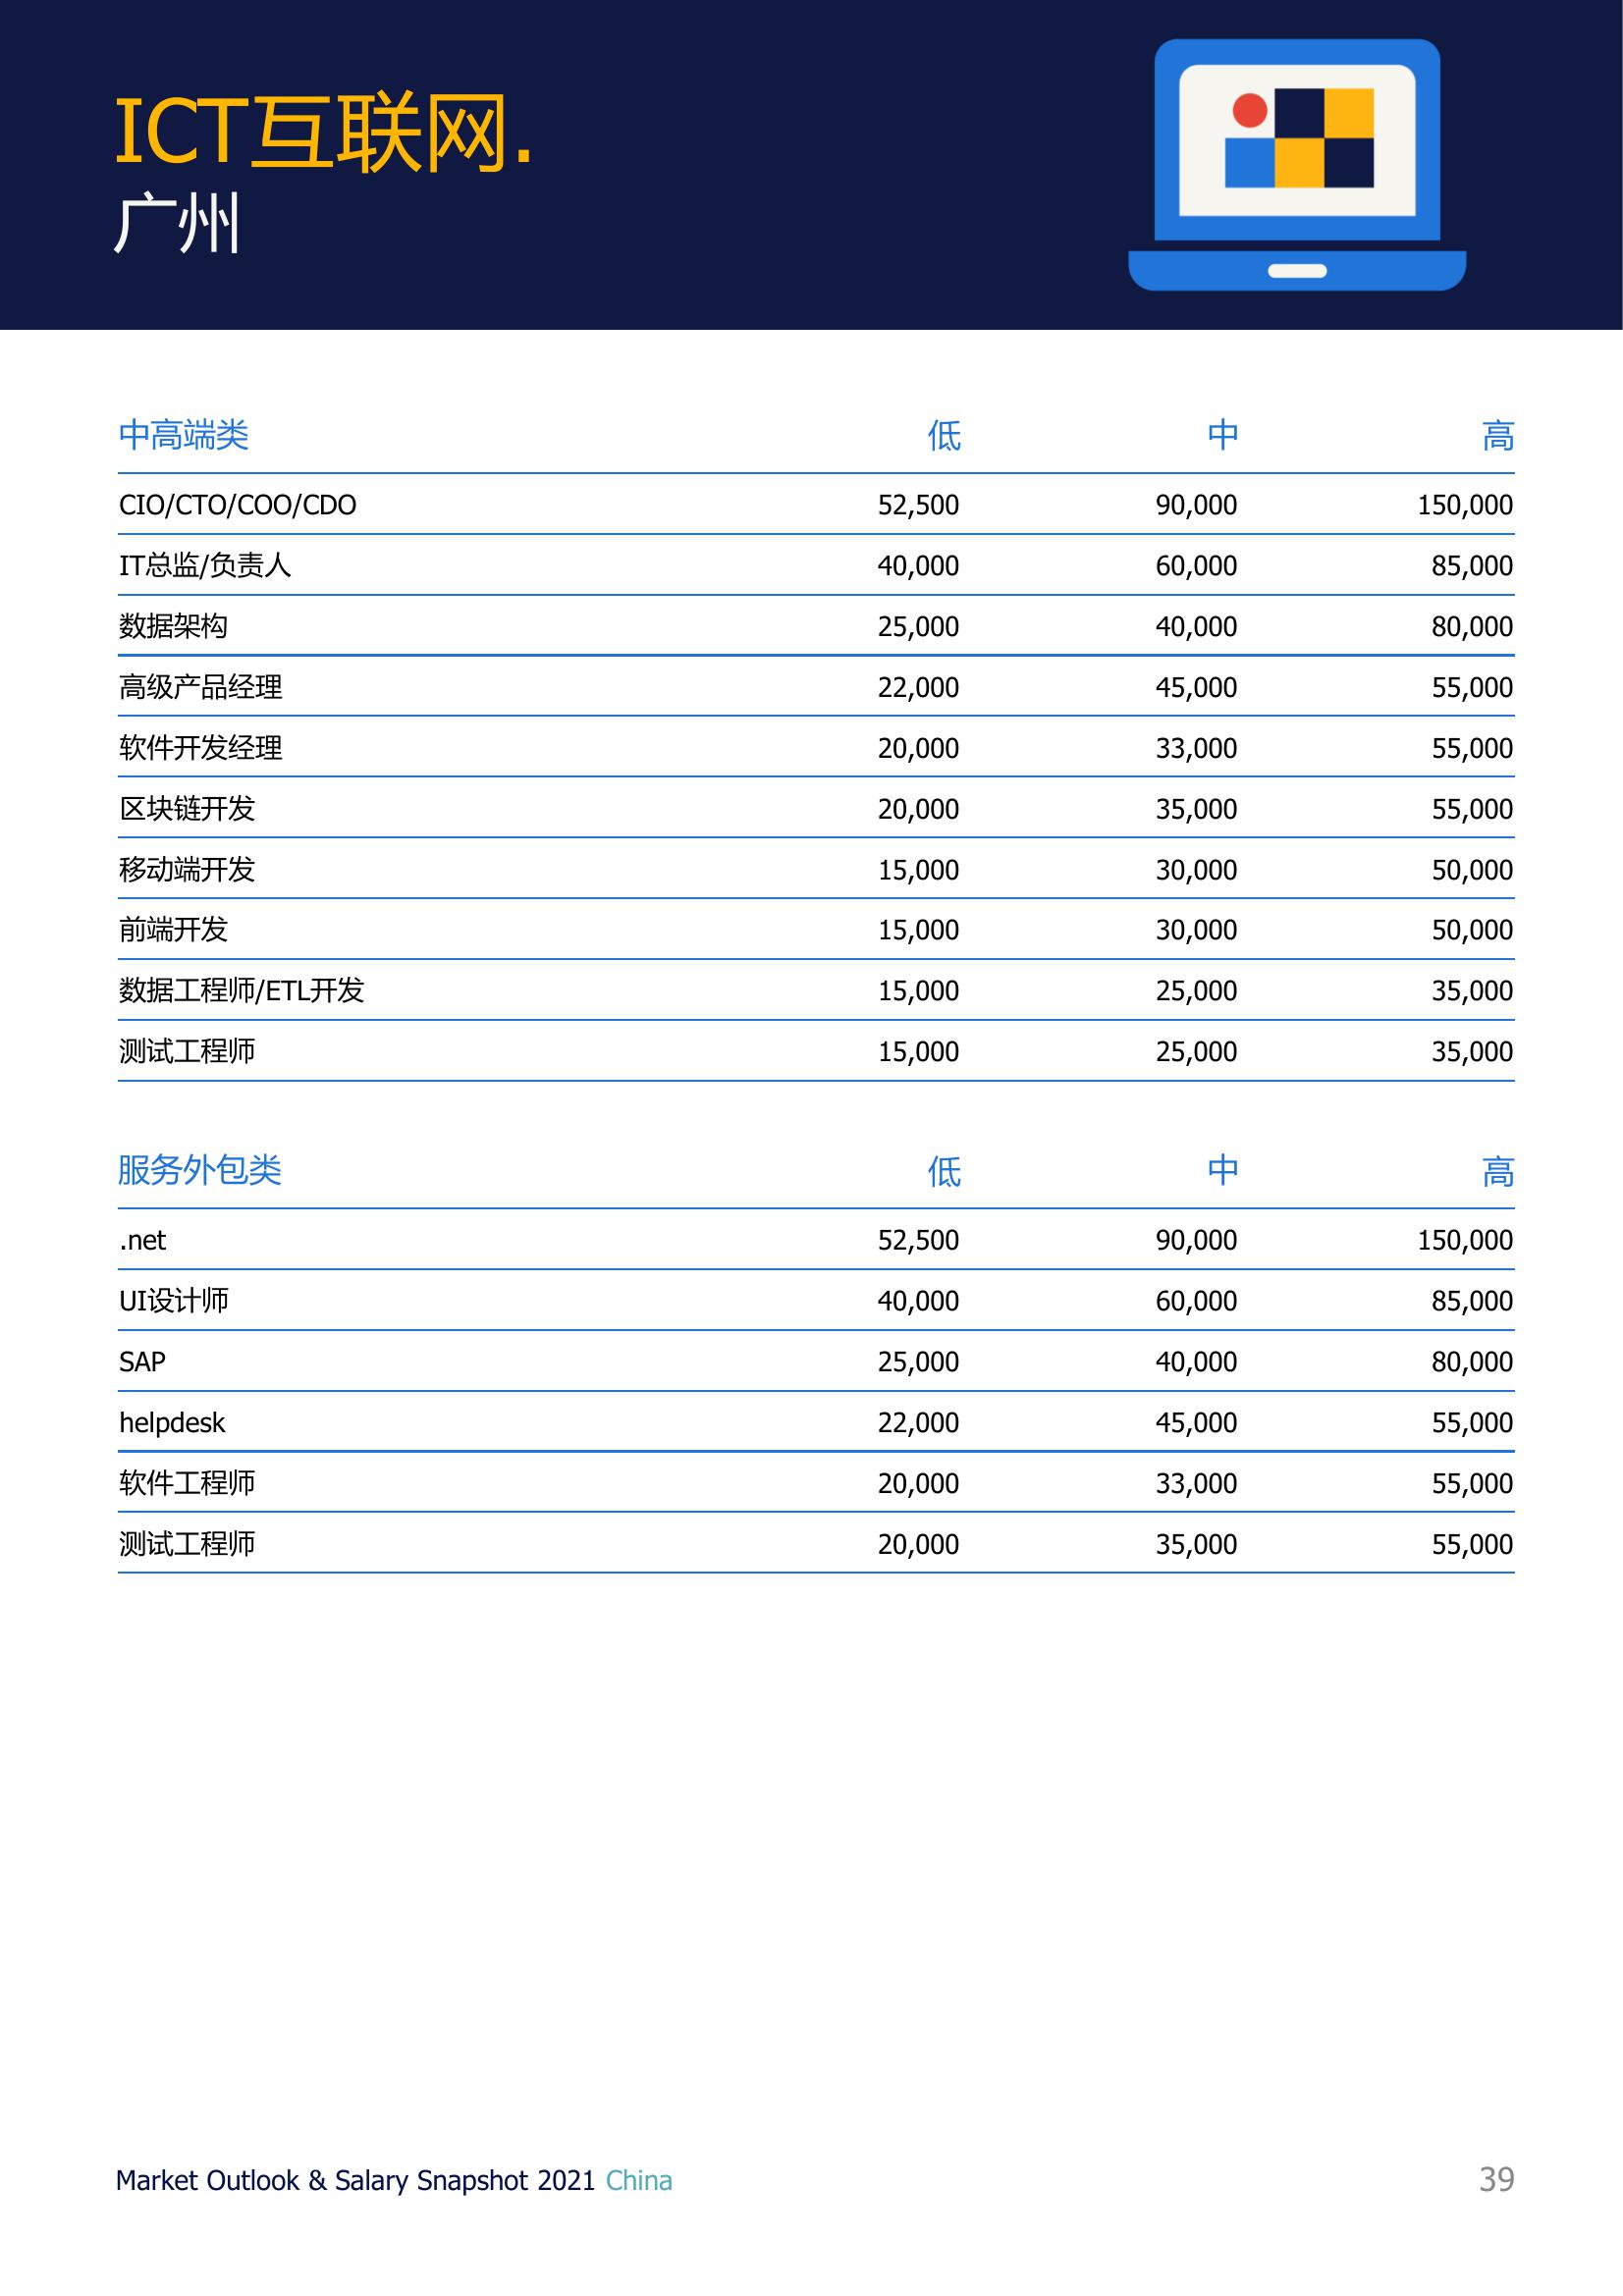 ICT互联网.
广州
中高端类 低 中 高
CIO/CTO/COO/CDO 52,500 90,000 150,000
IT总监/负责人 40,000 60,000 85,000
数据架构 25,000 40,000 80,000
高级产品经理 22,000 45,000 55,000
软件开发经理 20,000 33,000 55,000
区块链开发 20,000 35,000 55,000
移动端开发 15,000 30,000 50,000
前端开发 15,000 30,000 50,000
数据工程师/ETL开发 15,000 25,000 35,000
测试工程师 15,000 25,000 35,000
服务外包类 低 中 高
.net 52,500 90,000 150,000
UI设计师 40,000 60,000 85,000
SAP 25,000 40,000 80,000
helpdesk 22,000 45,000 55,000
软件工程师 20,000 33,000 55,000
测试工程师 20,000 35,000 55,000
Market Outlook & Salary Snapshot 2021 China 39